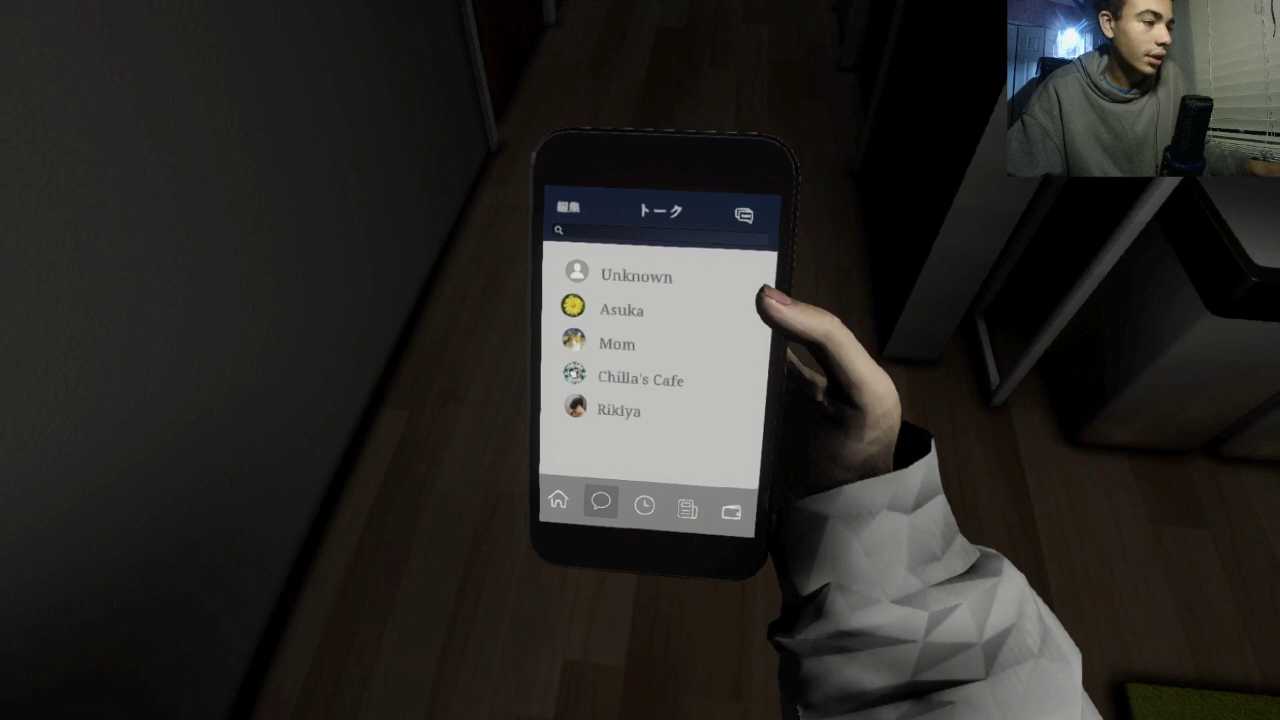 編集 トーク
Unknown
Asuka
Mom
Chilla's Cafe
Rikiya